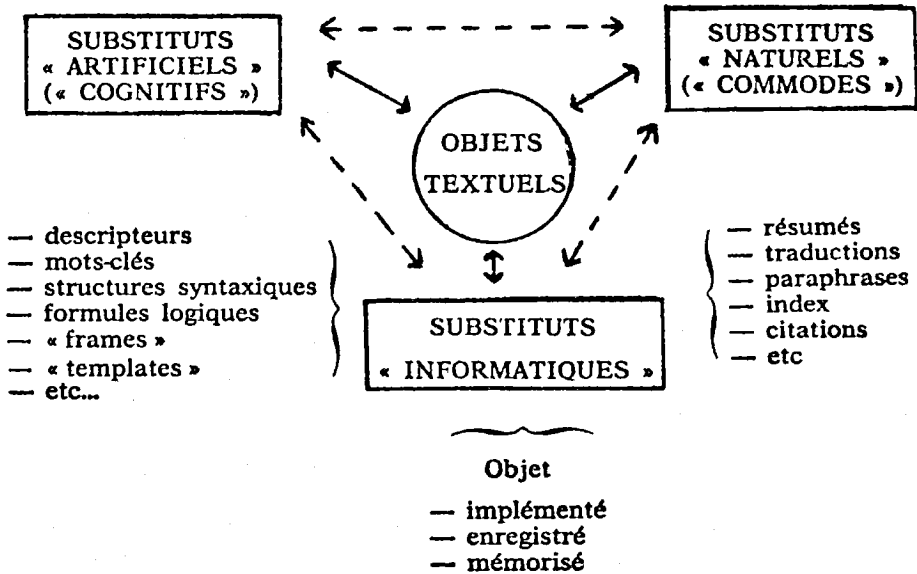 SUBSTITUTS
« ARTIFICIELS »
(« COGNITIFS »)
SUBSTITUTS
« NATURELS »
(« COMMODES »)
OBJETS
TEXTUELS
— descripteurs
— mots-clés
— structures syntaxiques
— formules logiques
— « frames »
— « templates »
— etc...
— résumés
— traductions
— paraphrases
— index
— citations
— etc
SUBSTITUTS
« INFORMATIQUES »
Objet
— implémenté
— enregistré
— mémorisé